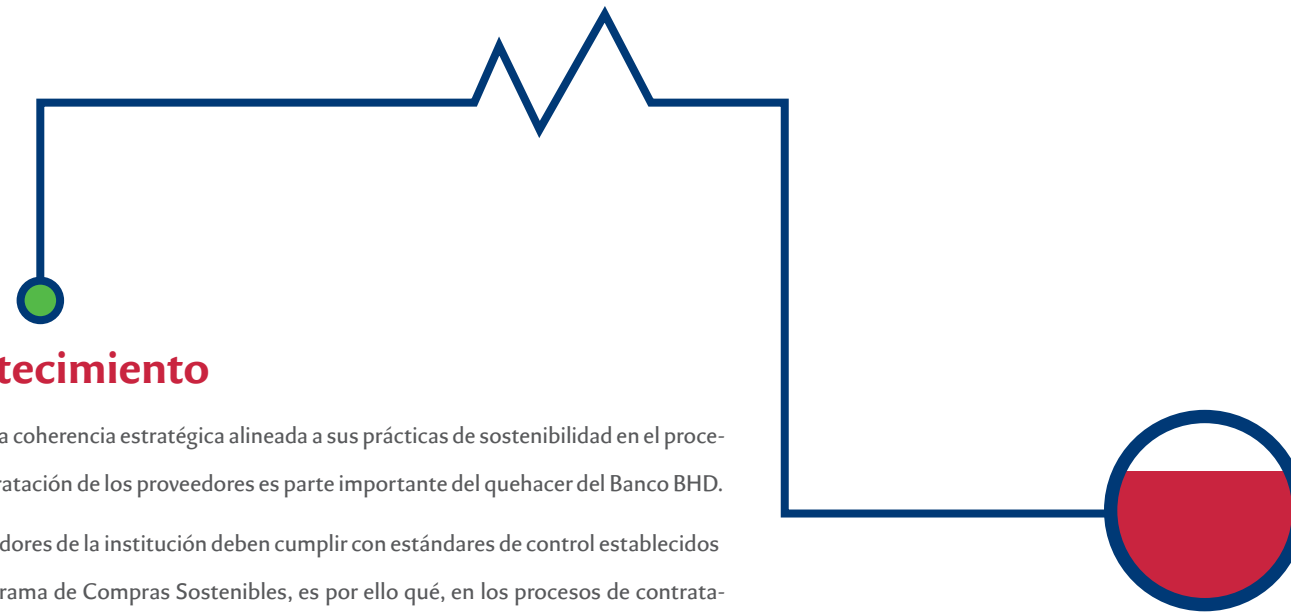 tecimiento
a coherencia estratégica alineada a sus prácticas de sostenibilidad en el proce-
ratación de los proveedores es parte importante del quehacer del Banco BHD.
dores de la institución deben cumplir con estándares de control establecidos
rama de Compras Sostenibles, es por ello qué, en los procesos de contrata-